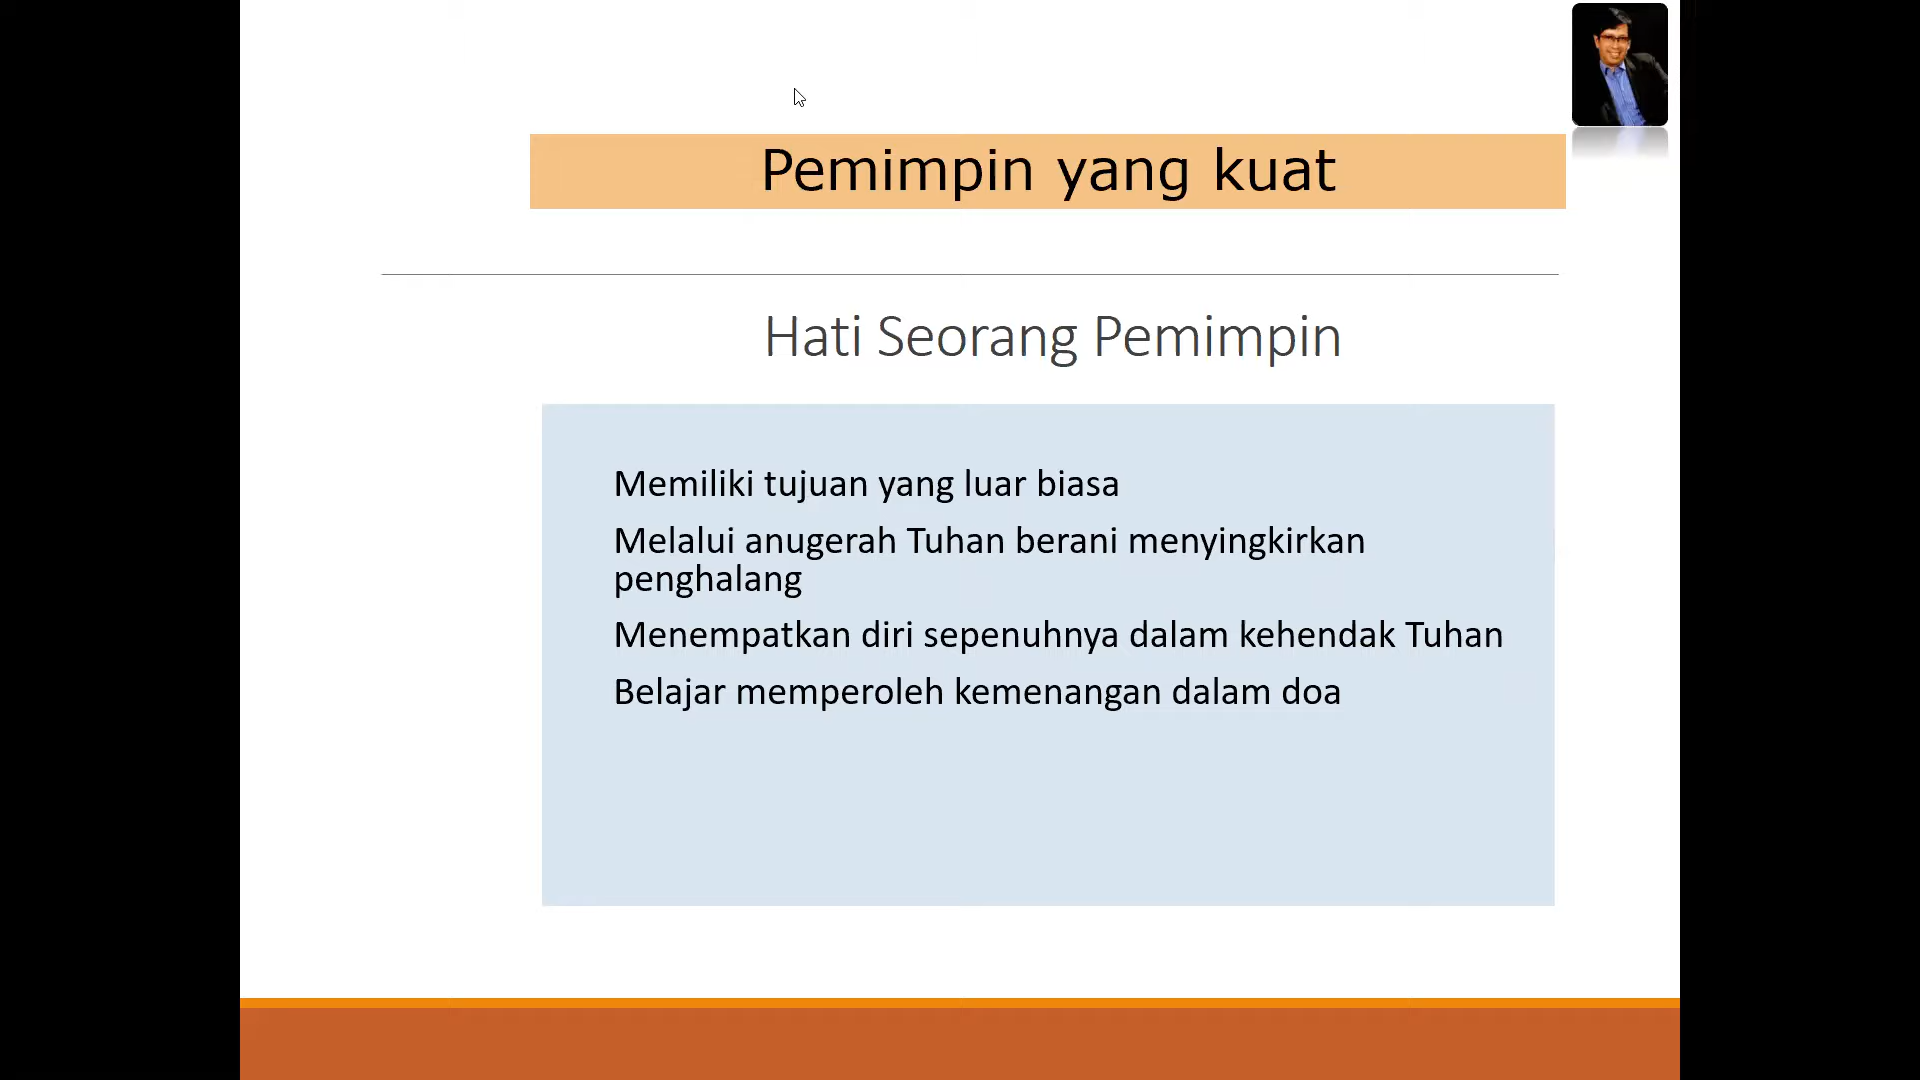 Pemimpin yang kuat
Hati Seorang Pemimpin
Memiliki tujuan yang luar biasa
Melalui anugerah Tuhan berani menyingkirkan
penghalang
Menempatkan diri sepenuhnya dalam kehendak Tuhan
Belajar memperoleh kemenangan dalam doa